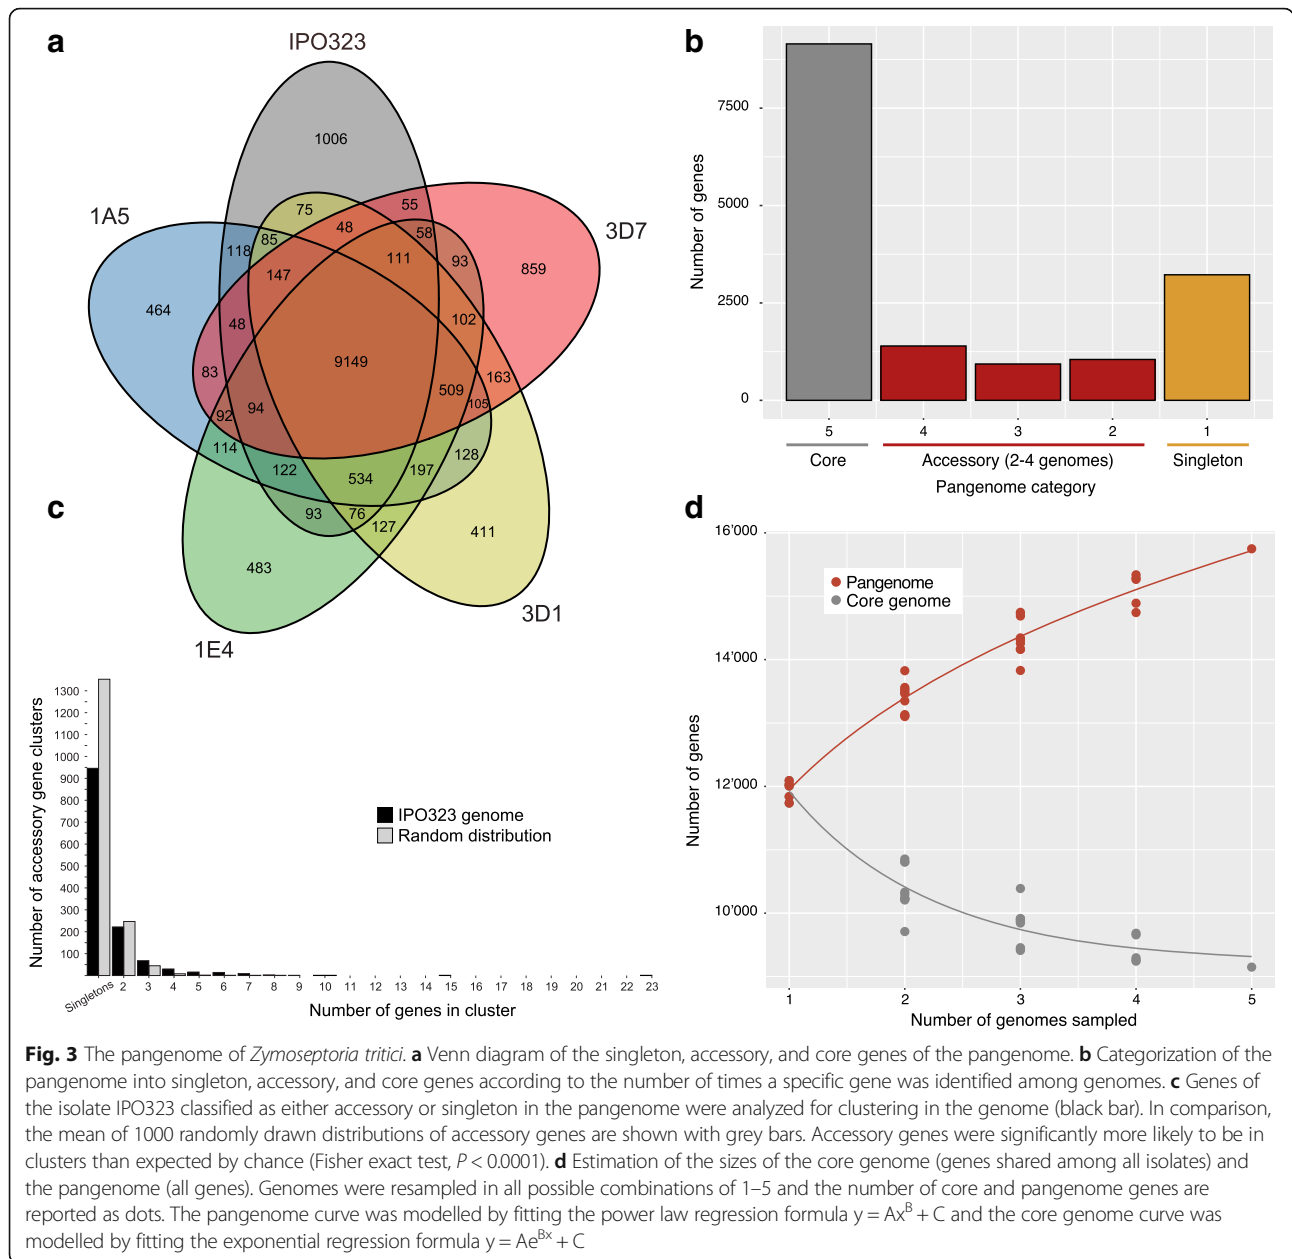 a
IPO323
1006
1A5
3D7
75
55
118
85
48
58
93
859
147
111
464
48
102
9149
83
509
163
105
92
94
114
122
534
197
128
93
76
127
411
483
3D1
1E4
b
Number of genes
7500
5000
2500
0
5
4
3
2
1
Core
Accessory (2-4 genomes)
Singleton
Pangenome category
c
Number of accessory gene clusters
1300
1200
1100
1000
900
800
700
600
500
400
300
200
100
IPO323 genome
Random distribution
Singletons 2 3 4 5 6 7 8 9 10 11 12 13 14 15 16 17 18 19 20 21 22 23
Number of genes in cluster
d
Number of genes
16’000
14’000
12’000
10’000
Pangenome
Core genome
1 2 3 4 5
Number of genomes sampled
Fig. 3 The pangenome of Zymoseptoria tritici. a Venn diagram of the singleton, accessory, and core genes of the pangenome. b Categorization of the
pangenome into singleton, accessory, and core genes according to the number of times a specific gene was identified among genomes. c Genes of
the isolate IPO323 classified as either accessory or singleton in the pangenome were analyzed for clustering in the genome (black bar). In comparison,
the mean of 1000 randomly drawn distributions of accessory genes are shown with grey bars. Accessory genes were significantly more likely to be in
clusters than expected by chance (Fisher exact test, P < 0.0001). d Estimation of the sizes of the core genome (genes shared among all isolates) and
the pangenome (all genes). Genomes were resampled in all possible combinations of 1–5 and the number of core and pangenome genes are
reported as dots. The pangenome curve was modelled by fitting the power law regression formula y = Ax^B + C and the core genome curve was
modelled by fitting the exponential regression formula y = Ae^Bx + C